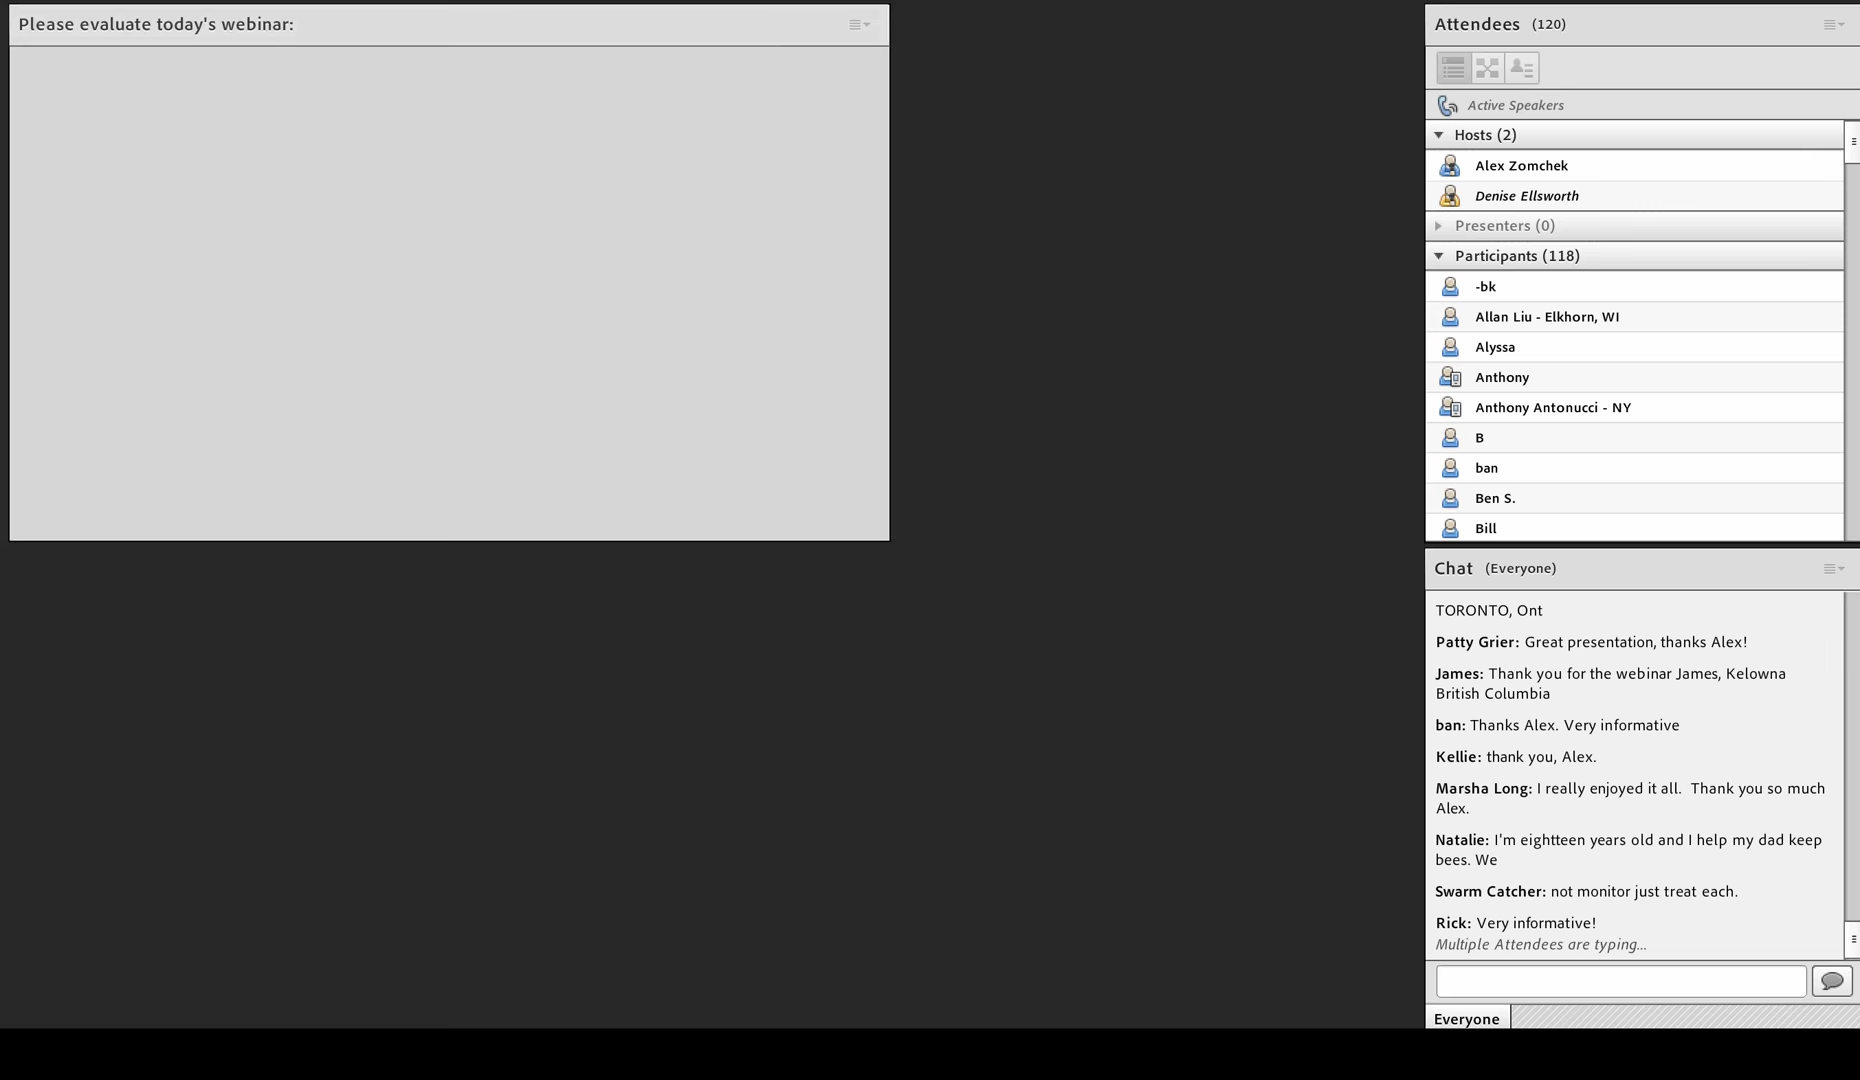 Please evaluate today's webinar:
Attendees (120)
Active Speakers
Hosts (2)
Alex Zomchek
Denise Ellsworth
Presenters (0)
Participants (118)
-bk
Allan Liu - Elkhorn, WI
Alyssa
Anthony
Anthony Antonucci - NY
B
ban
Ben S.
Bill
Chat (Everyone)
TORONTO, Ont
Patty Grier: Great presentation, thanks Alex!
James: Thank you for the webinar James, Kelowna
British Columbia
ban: Thanks Alex. Very informative
Kellie: thank you, Alex.
Marsha Long: I really enjoyed it all.  Thank you so much
Alex.
Natalie: I'm eightteen years old and I help my dad keep
bees. We
Swarm Catcher: not monitor just treat each.
Rick: Very informative!
Multiple Attendees are typing...
Everyone